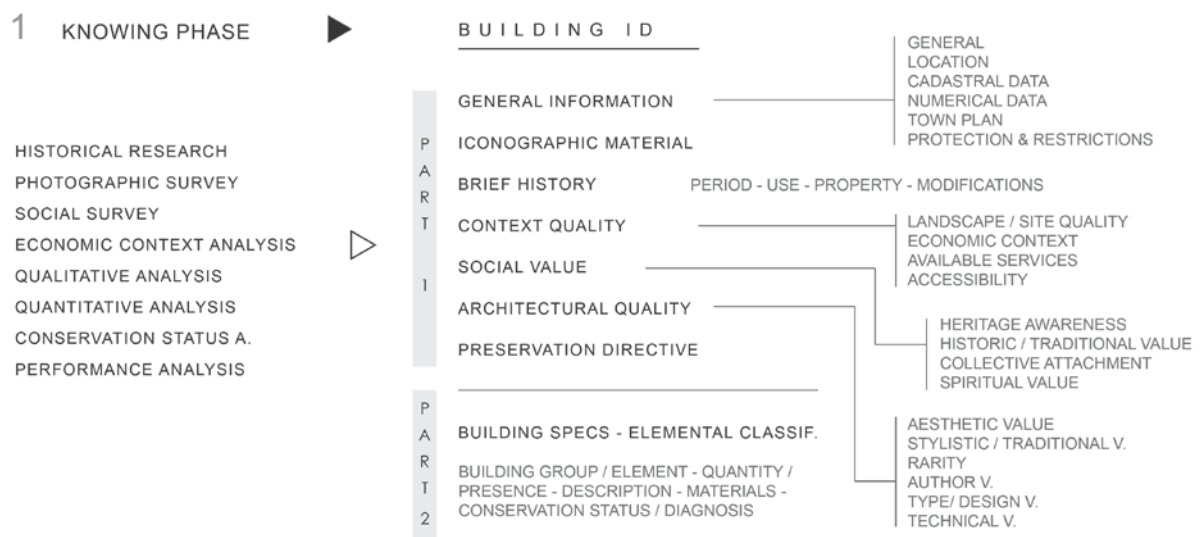 1 KNOWING PHASE
HISTORICAL RESEARCH
PHOTOGRAPHIC SURVEY
SOCIAL SURVEY
ECONOMIC CONTEXT ANALYSIS
QUALITATIVE ANALYSIS
QUANTITATIVE ANALYSIS
CONSERVATION STATUS A.
PERFORMANCE ANALYSIS
BUILDING ID
PART 1
GENERAL INFORMATION
GENERAL
LOCATION
CADASTRAL DATA
NUMERICAL DATA
TOWN PLAN
PROTECTION & RESTRICTIONS
ICONOGRAPHIC MATERIAL
BRIEF HISTORY
PERIOD - USE - PROPERTY - MODIFICATIONS
CONTEXT QUALITY
LANDSCAPE / SITE QUALITY
ECONOMIC CONTEXT
AVAILABLE SERVICES
ACCESSIBILITY
SOCIAL VALUE
HERITAGE AWARENESS
HISTORIC / TRADITIONAL VALUE
COLLECTIVE ATTACHMENT
SPIRITUAL VALUE
ARCHITECTURAL QUALITY
AESTHETIC VALUE
STYLISTIC / TRADITIONAL V.
RARITY
AUTHOR V.
TYPE/ DESIGN V.
TECHNICAL V.
PRESERVATION DIRECTIVE
PART 2
BUILDING SPECS - ELEMENTAL CLASSIF.
BUILDING GROUP / ELEMENT - QUANTITY /
PRESENCE - DESCRIPTION - MATERIALS -
CONSERVATION STATUS / DIAGNOSIS